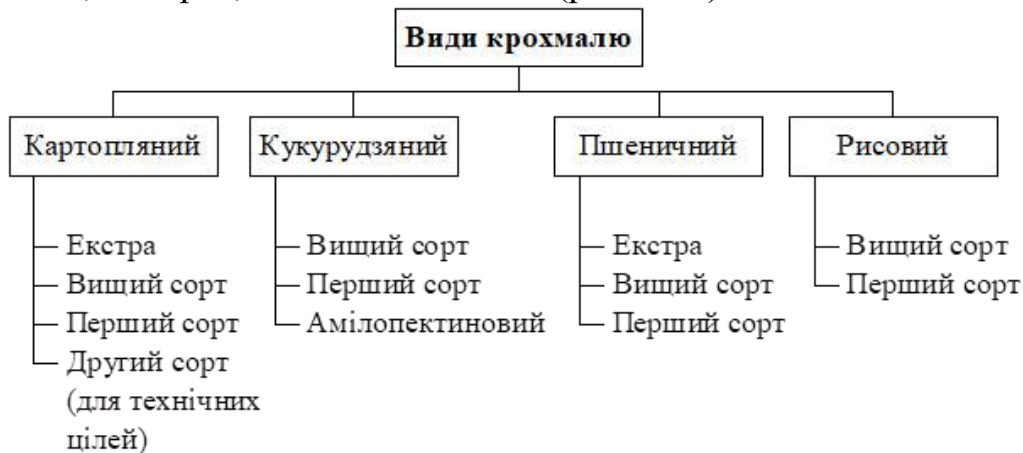 Види крохмалю
Картопляний
Кукурудзяний
Пшеничний
Рисовий
Екстра
Вищий сорт
Перший сорт
Другий сорт
(для технічних
цілей)
Вищий сорт
Перший сорт
Амілопектиновий
Екстра
Вищий сорт
Перший сорт
Вищий сорт
Перший сорт